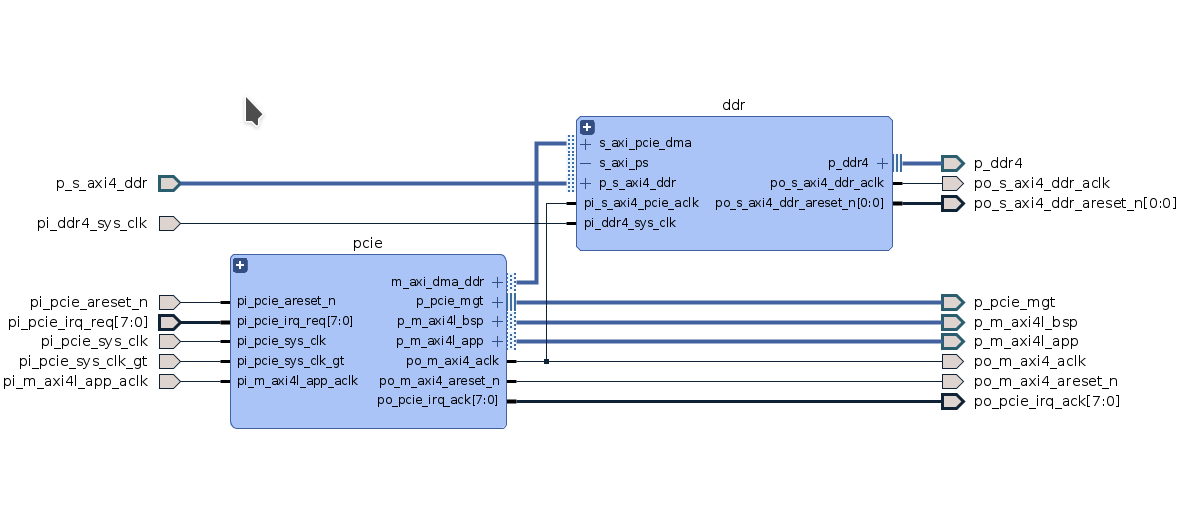 ddr
s_axi_pcie_dma
s_axi_ps
p_s_axi4_ddr
pi_s_axi4_pcie_aclk
pi_ddr4_sys_clk
p_ddr4
po_s_axi4_ddr_aclk
po_s_axi4_ddr_areset_n[0:0]
p_s_axi4_ddr
pi_ddr4_sys_clk
p_ddr4
po_s_axi4_ddr_aclk
po_s_axi4_ddr_areset_n[0:0]
pcie
pi_pcie_areset_n
pi_pcie_irq_req[7:0]
pi_pcie_sys_clk
pi_pcie_sys_clk_gt
pi_m_axi4l_app_aclk
pi_pcie_areset_n
pi_pcie_irq_req[7:0]
pi_pcie_sys_clk
pi_pcie_sys_clk_gt
pi_m_axi4l_app_aclk
m_axi_dma_ddr
p_pcie_mgt
p_m_axi4l_bsp
p_m_axi4l_app
po_m_axi4_aclk
po_m_axi4_areset_n
po_pcie_irq_ack[7:0]
p_pcie_mgt
p_m_axi4l_bsp
p_m_axi4l_app
po_m_axi4_aclk
po_m_axi4_areset_n
po_pcie_irq_ack[7:0]